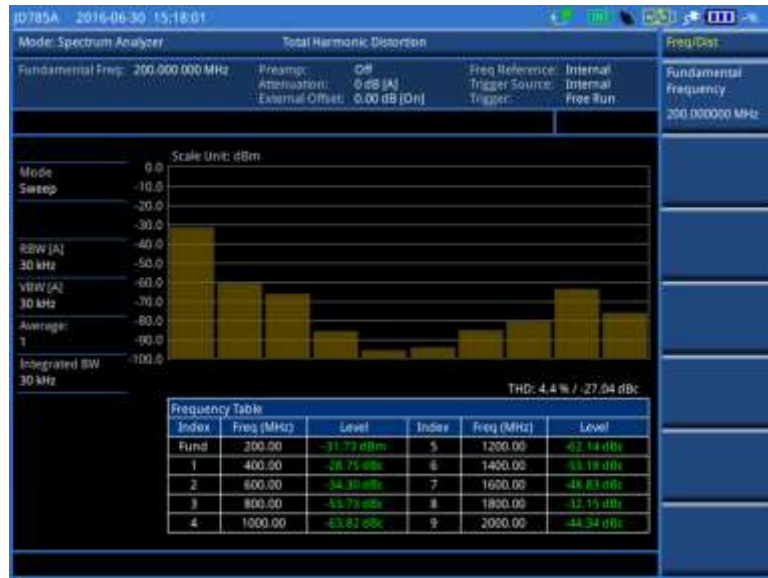 JD785A 2016-06-30 15:18:01
Mode: Spectrum Analyzer Total Harmonic Distortion Freq/Dist
Fundamental Freq: 200.000 000 MHz Preamp: Off Freq Reference: Internal
Attenuation: 0 dB [A] Trigger Source: Internal
External Offset: 0.00 dB [On] Trigger: Free Run
Fundamental
Frequency
200.000000 MHz
Scale Unit: dBm
Mode
Sweep
RBW [A]
30 kHz
VBW [A]
30 kHz
Average:
1
Integrated BW
30 kHz
0.0
-10.0
-20.0
-30.0
-40.0
-50.0
-60.0
-70.0
-80.0
-90.0
-100.0
THD: 4.4 % / -27.04 dBc
Frequency Table
Index Freq (MHz) Level Index Freq (MHz) Level
Fund 200.00 -31.73 dBm 5 1200.00 -62.14 dBc
1 400.00 -28.75 dBc 6 1400.00 -53.18 dBc
2 600.00 -34.30 dBc 7 1600.00 -48.83 dBc
3 800.00 -53.73 dBc 8 1800.00 -32.15 dBc
4 1000.00 -63.82 dBc 9 2000.00 -44.34 dBc